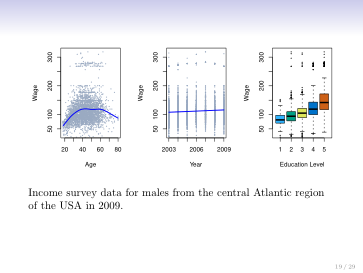 300
200
50 100
Wage
20 40 60 80
Age
300
200
50 100
Wage
2003 2006 2009
Year
300
200
50 100
Wage
1 2 3 4 5
Education Level
Income survey data for males from the central Atlantic region
of the USA in 2009.
19 / 29